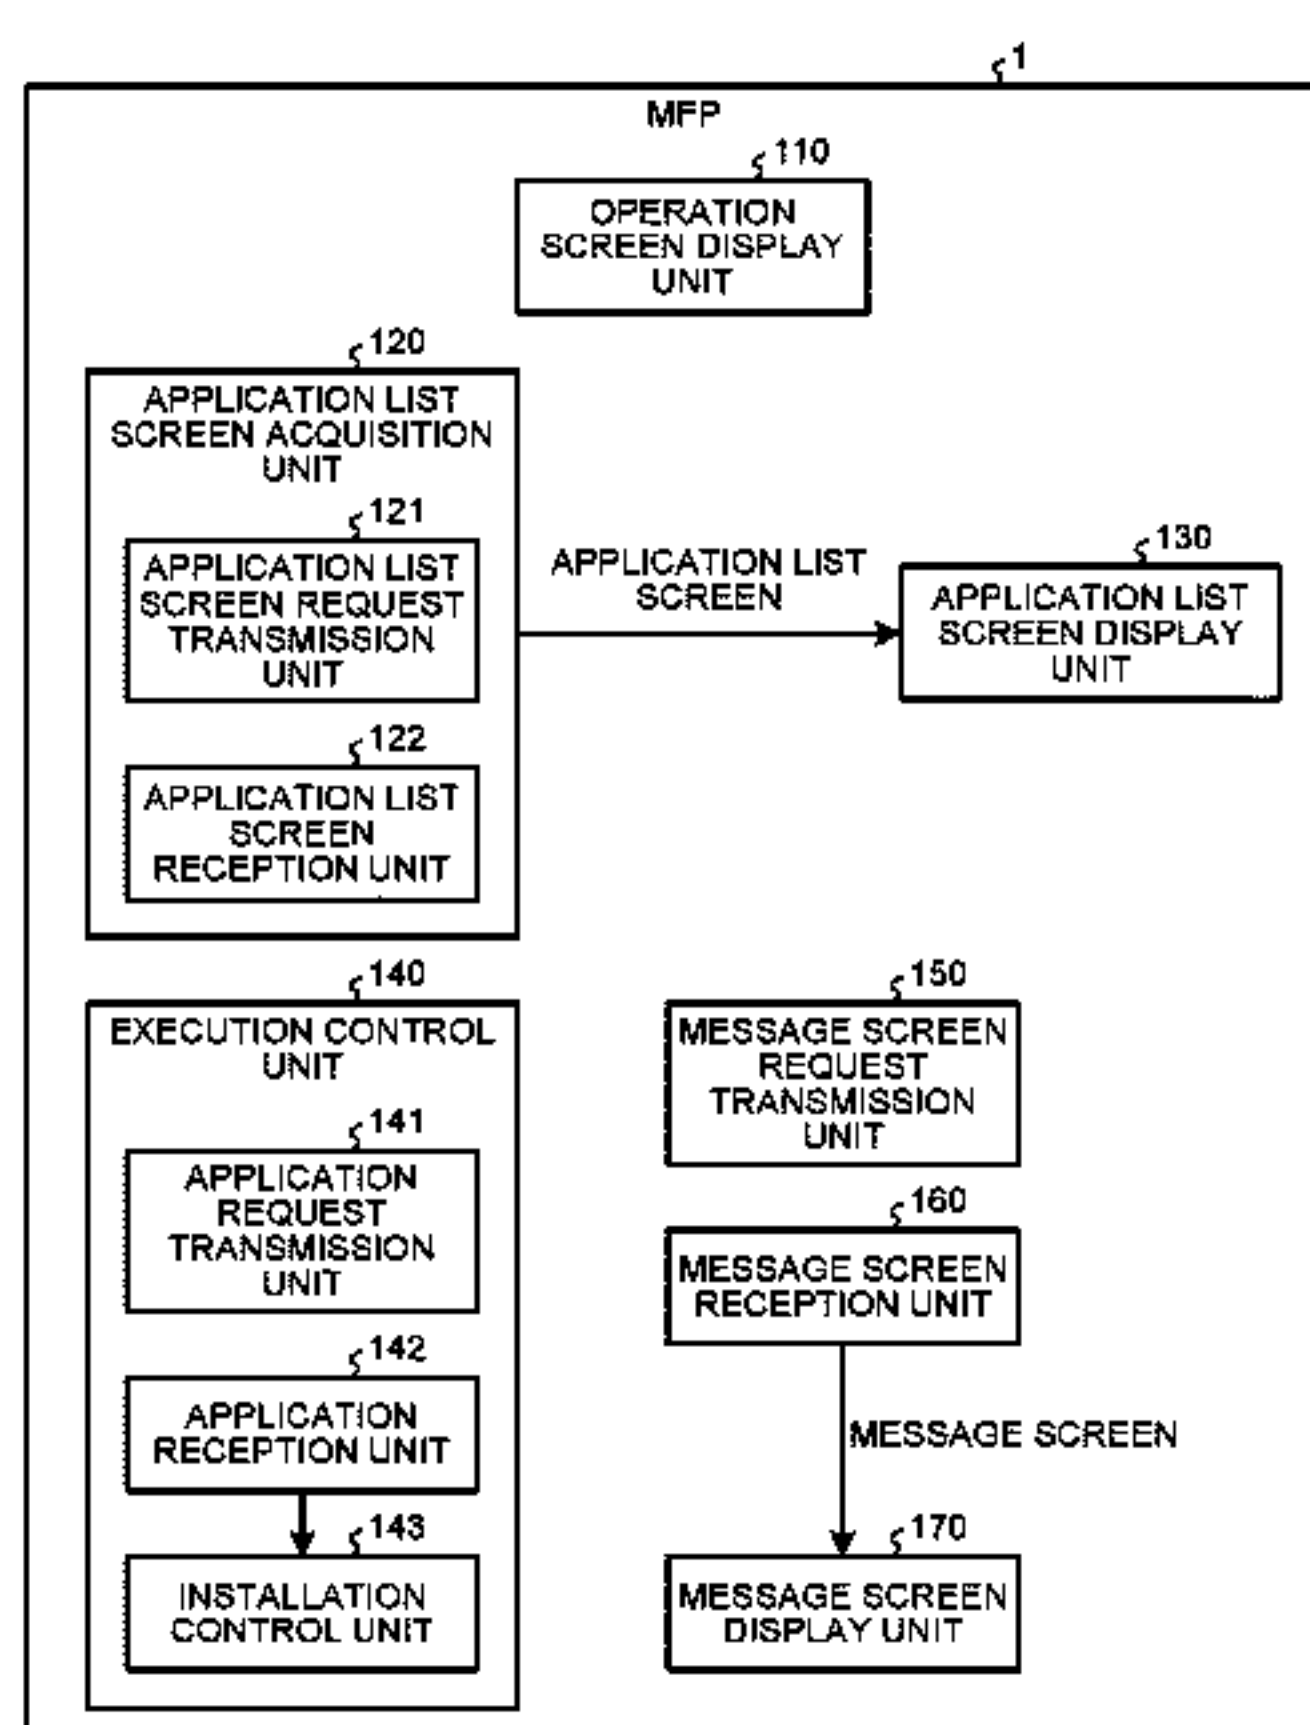 1
MFP
110
OPERATION
SCREEN DISPLAY
UNIT
120
APPLICATION LIST
SCREEN ACQUISITION
UNIT
121
APPLICATION LIST
SCREEN REQUEST
TRANSMISSION
UNIT
122
APPLICATION LIST
SCREEN
RECEPTION UNIT
APPLICATION LIST
SCREEN
130
APPLICATION LIST
SCREEN DISPLAY
UNIT
140
EXECUTION CONTROL
UNIT
141
APPLICATION
REQUEST
TRANSMISSION
UNIT
142
APPLICATION
RECEPTION UNIT
143
INSTALLATION
CONTROL UNIT
150
MESSAGE SCREEN
REQUEST
TRANSMISSION
UNIT
160
MESSAGE SCREEN
RECEPTION UNIT
MESSAGE SCREEN
170
MESSAGE SCREEN
DISPLAY UNIT